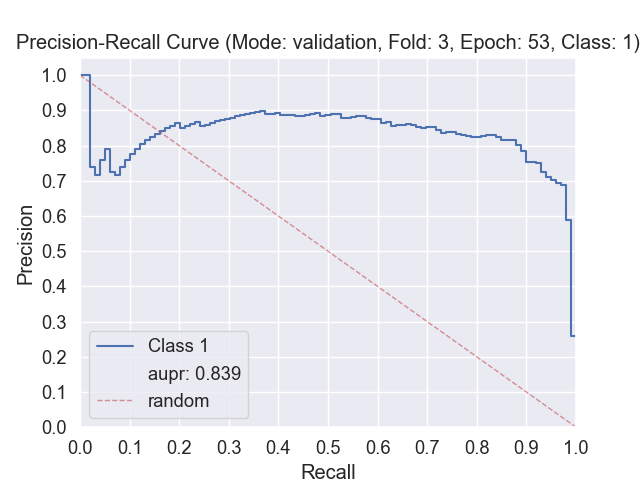 Precision-Recall Curve (Mode: validation, Fold: 3, Epoch: 53, Class: 1)
1.0
0.9
0.8
0.7
0.6
0.5
0.4
0.3
0.2
0.1
0.0
Precision
Class 1
aupr: 0.839
random
0.0 0.1 0.2 0.3 0.4 0.5 0.6 0.7 0.8 0.9 1.0
Recall